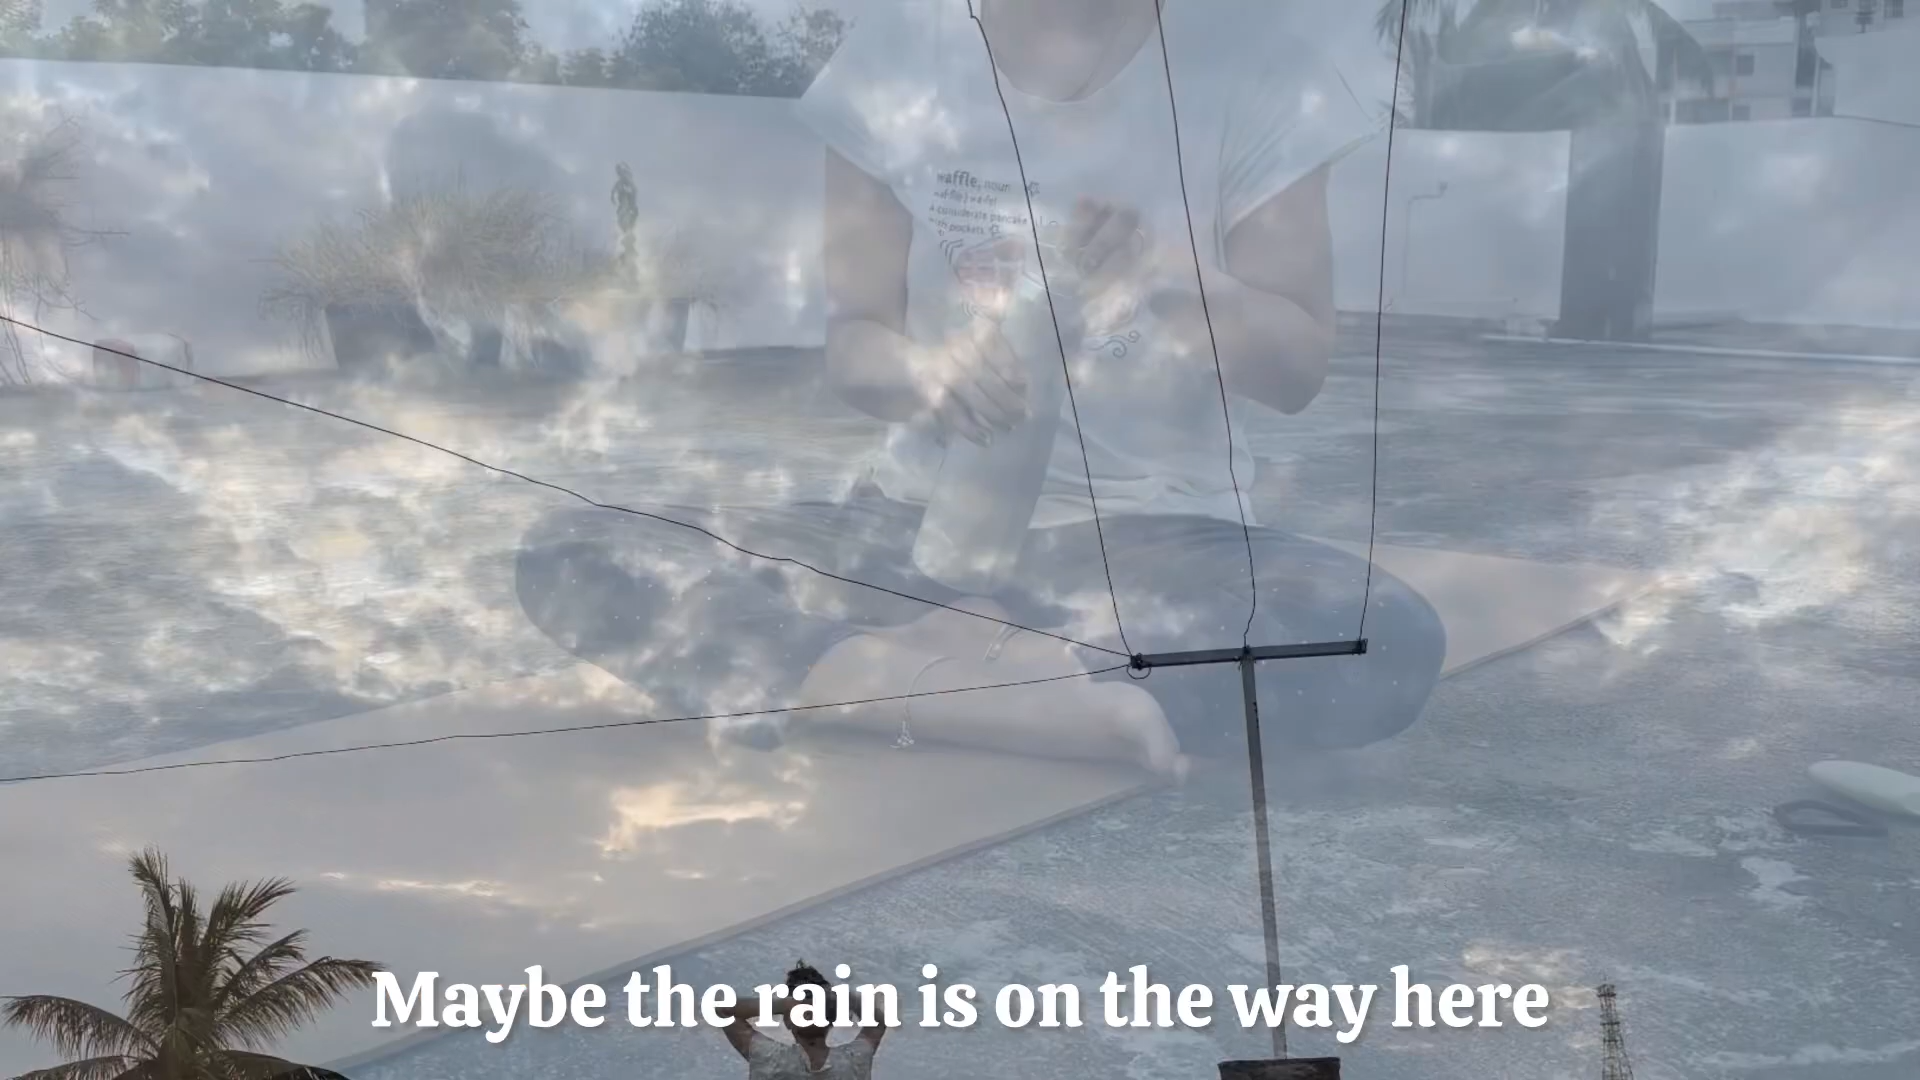 waffle, noun
A considerate pancake
with pockets
Maybe the rain is on the way here